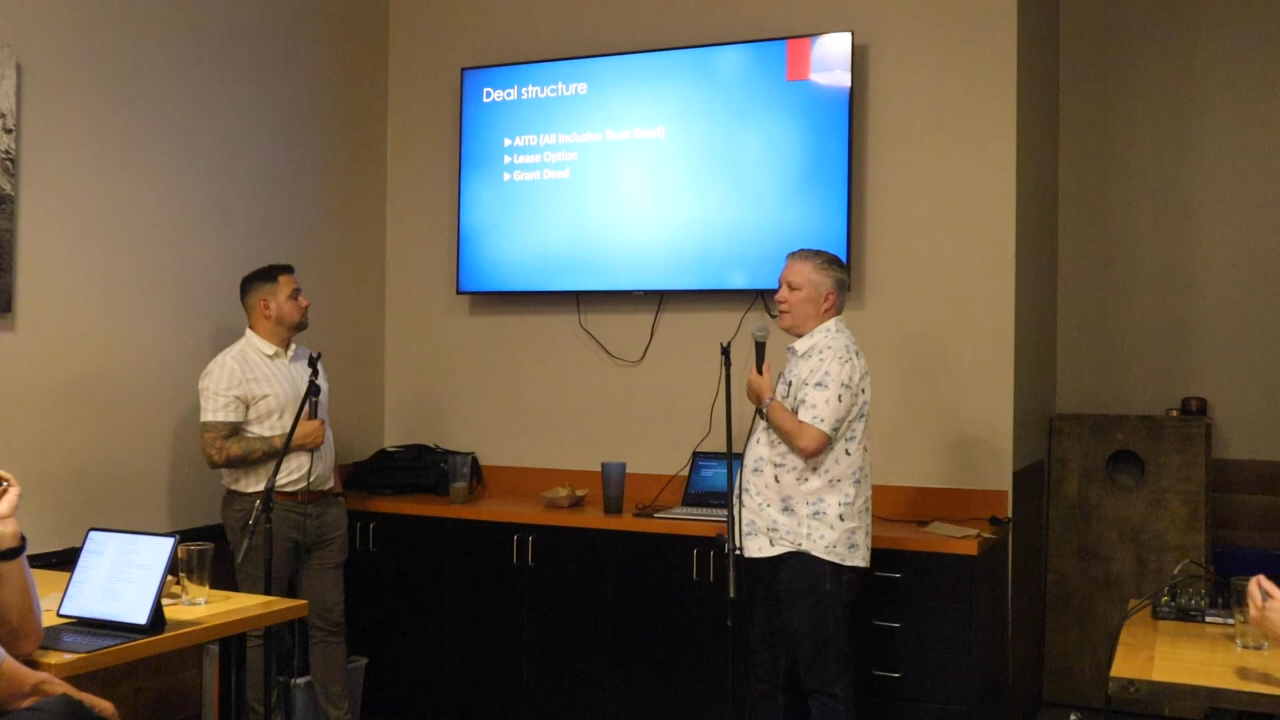 Deal structure
AITD (All Inclusive Trust Deed)
Lease Option
Grant Deed